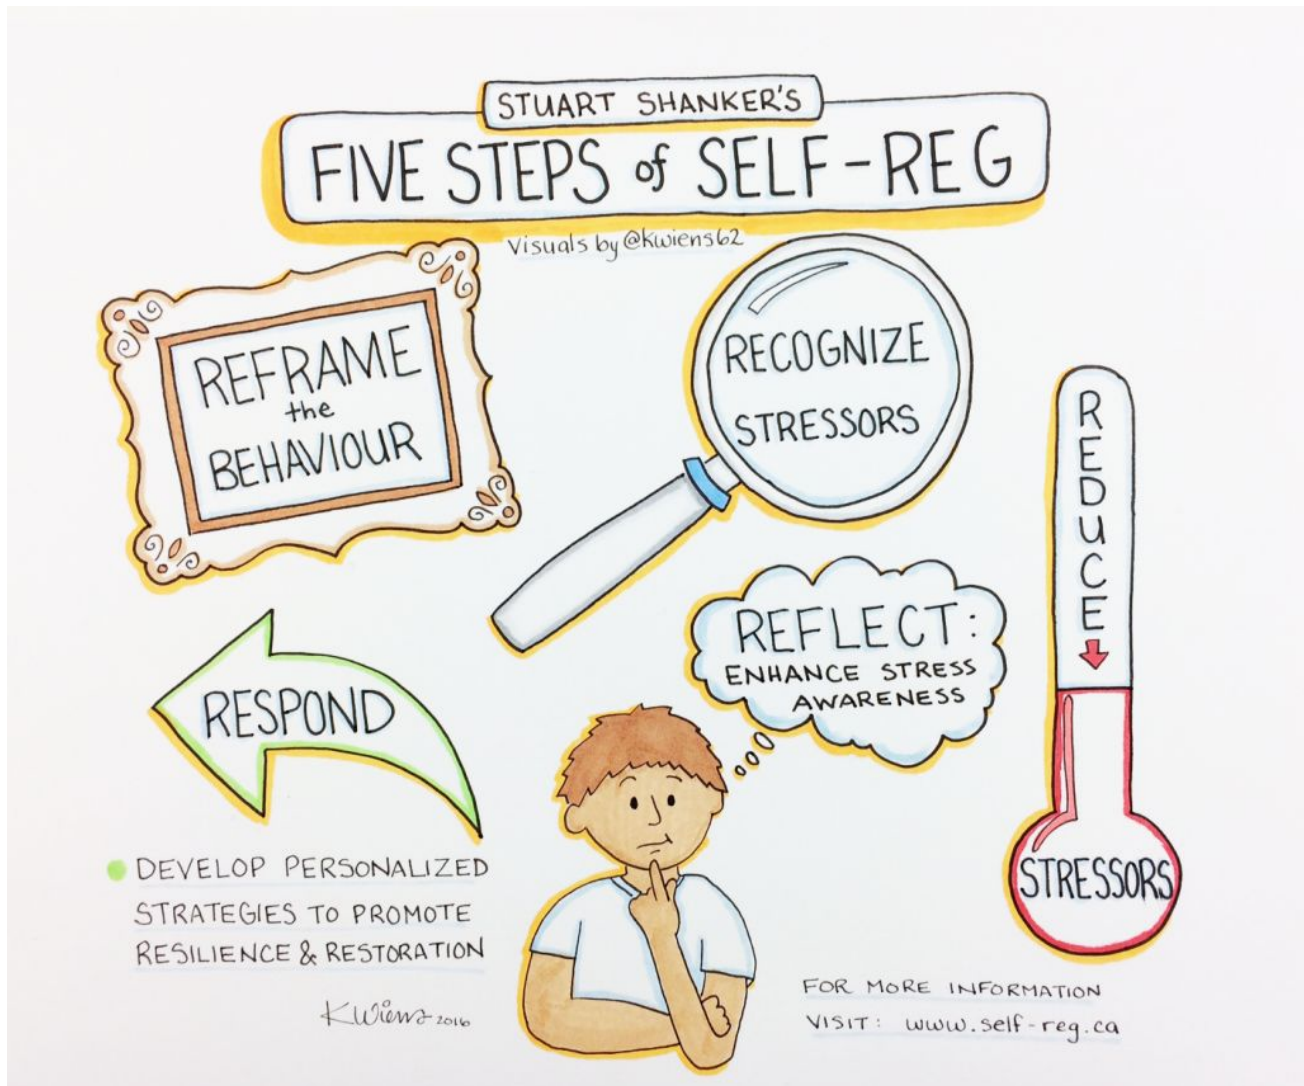 STUART SHANKER'S
FIVE STEPS of SELF-REG
Visuals by @kwiens62
REFRAME
the
BEHAVIOUR
RECOGNIZE
STRESSORS
REDUCE
STRESSORS
REFLECT:
ENHANCE STRESS
AWARENESS
RESPOND
DEVELOP PERSONALIZED
STRATEGIES TO PROMOTE
RESILIENCE & RESTORATION
KWiens 2016
FOR MORE INFORMATION
VISIT: www.self-reg.ca